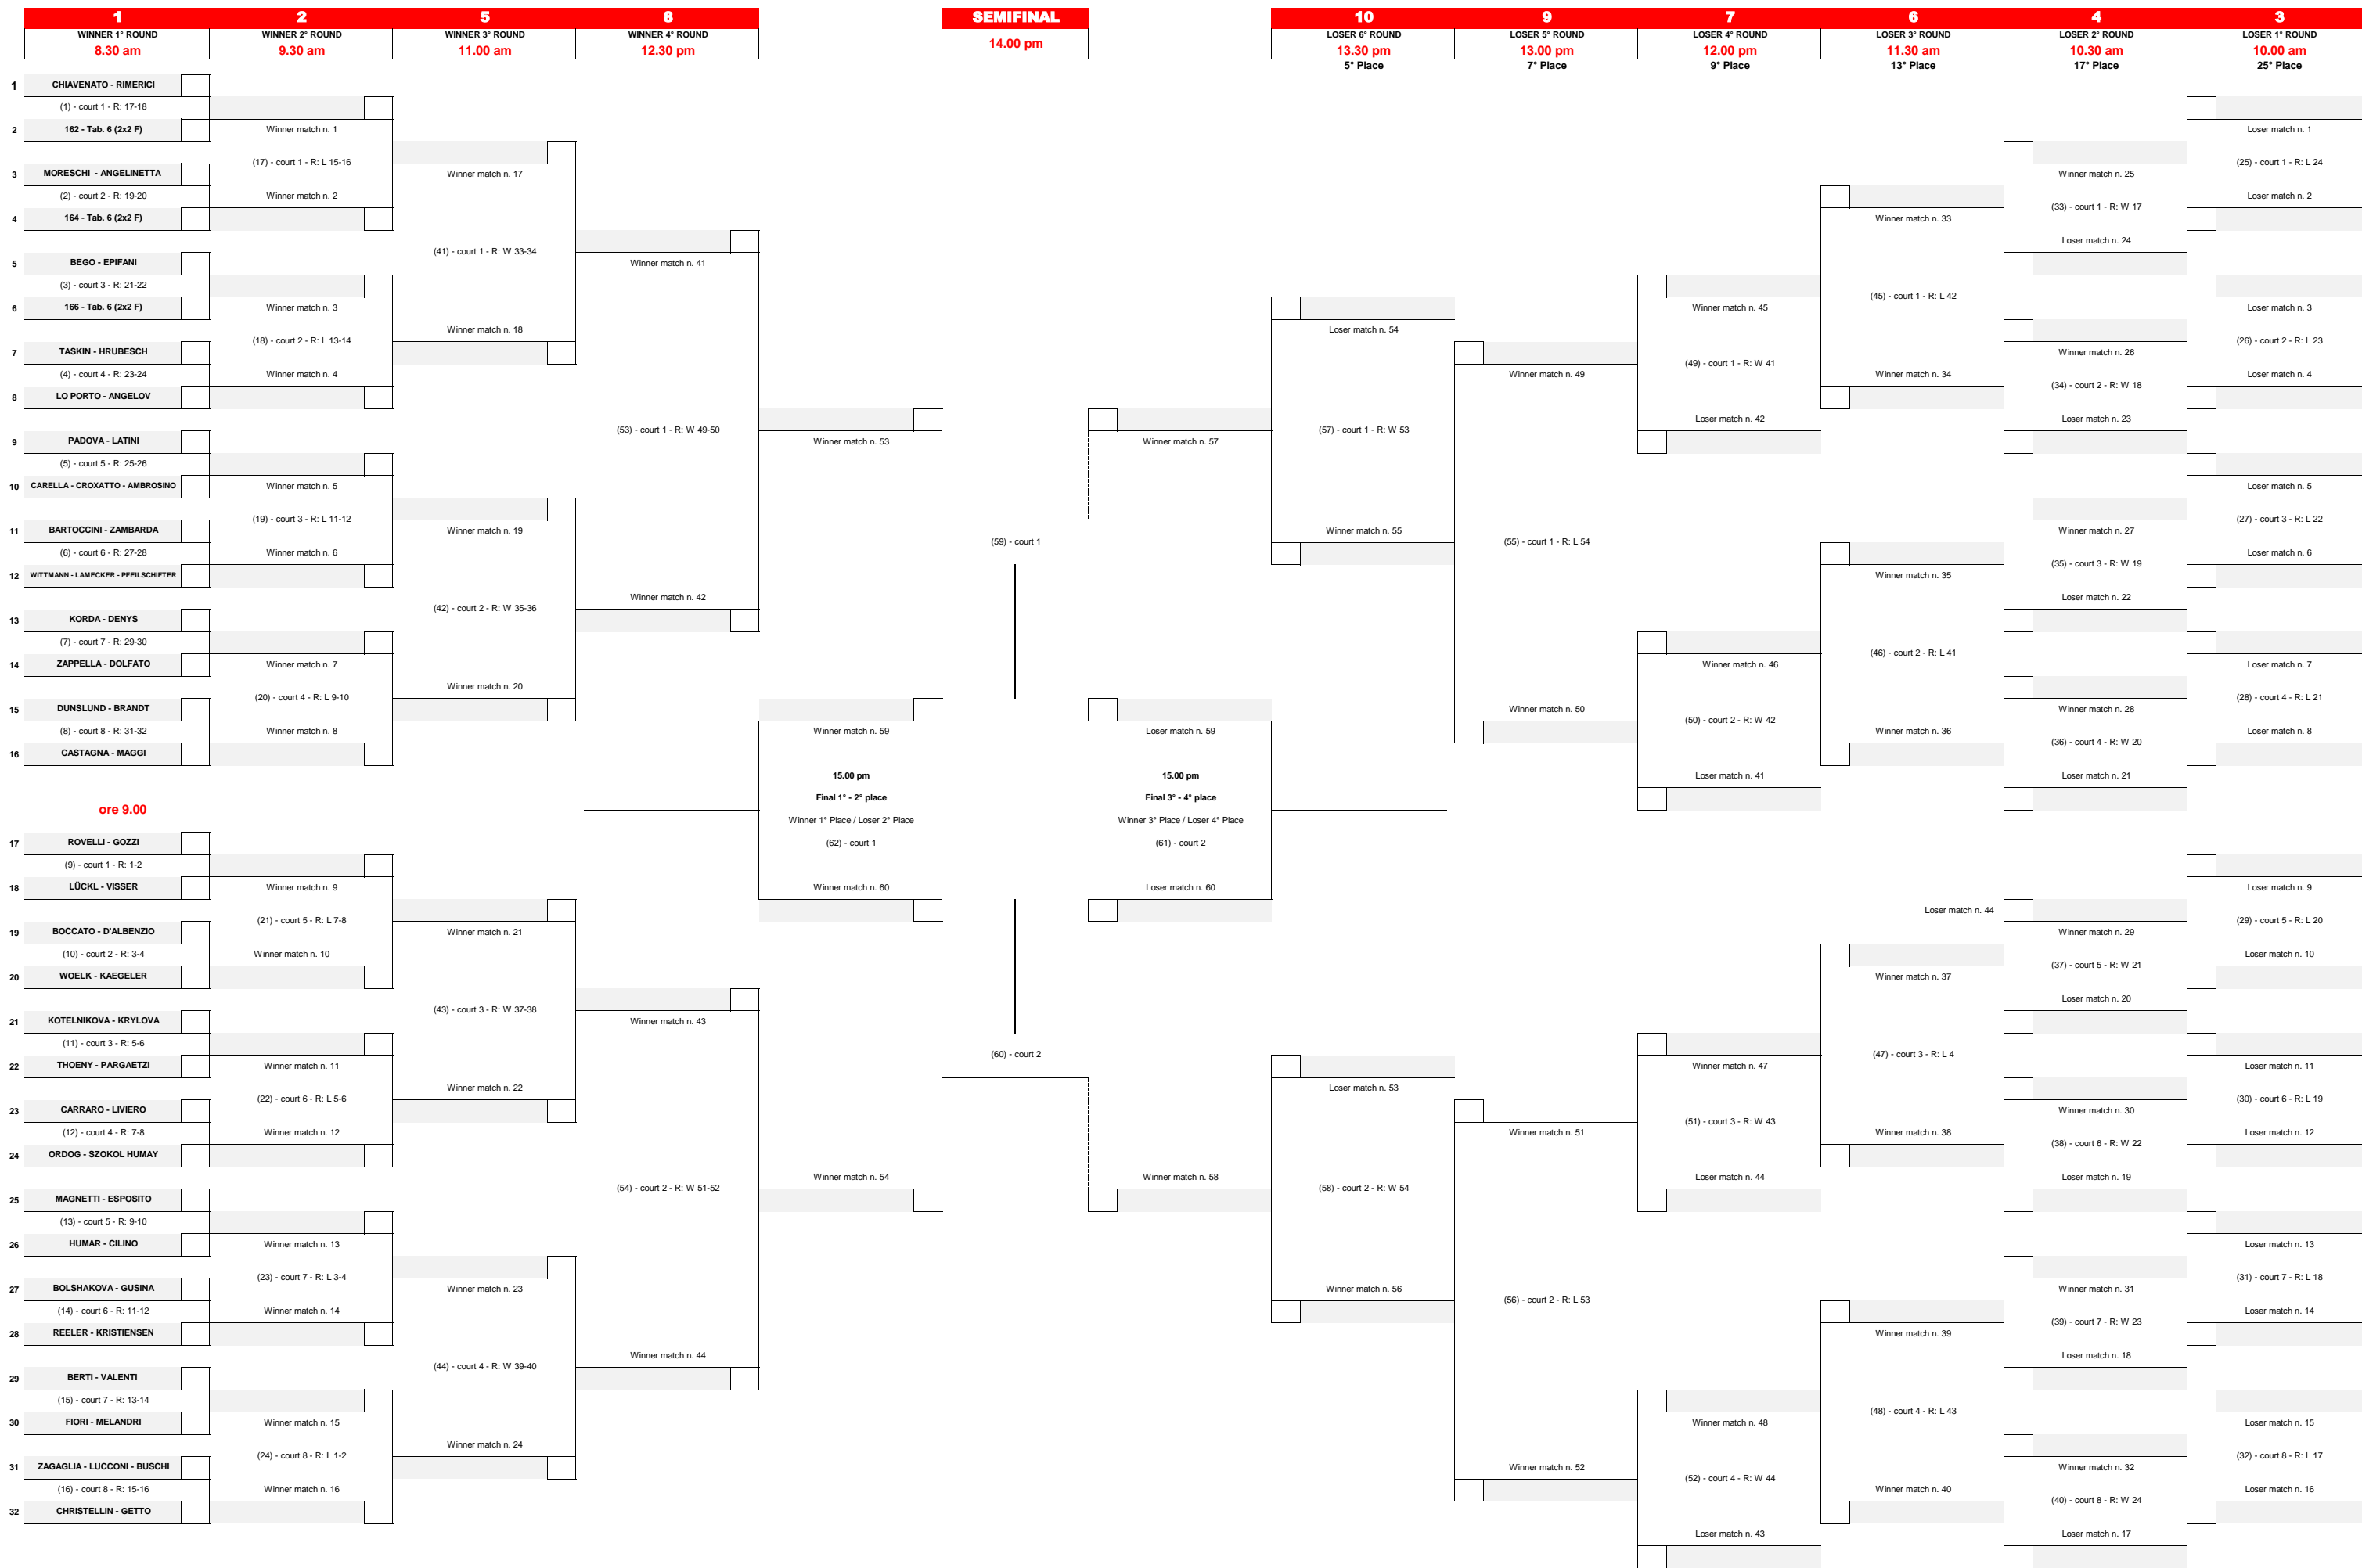 1
2
5
8
SEMIFINAL
10
9
7
6
4
3
WINNER 1° ROUND
WINNER 2° ROUND
WINNER 3° ROUND
WINNER 4° ROUND
LOSER 6° ROUND
LOSER 5° ROUND
LOSER 4° ROUND
LOSER 3° ROUND
LOSER 2° ROUND
LOSER 1° ROUND
8.30 am
9.30 am
11.00 am
12.30 pm
14.00 pm
13.30 pm
13.00 pm
12.00 pm
11.30 am
10.30 am
10.00 am
5° Place
7° Place
9° Place
13° Place
17° Place
25° Place
1 CHIAVENATO - RIMERICI
(1) - court 1 - R: 17-18
2 162 - Tab. 6 (2x2 F)
3 MORESCHI - ANGELINETTA
(2) - court 2 - R: 19-20
4 164 - Tab. 6 (2x2 F)
5 BEGO - EPIFANI
(3) - court 3 - R: 21-22
6 166 - Tab. 6 (2x2 F)
7 TASKIN - HRUBESCH
(4) - court 4 - R: 23-24
8 LO PORTO - ANGELOV
9 PADOVA - LATINI
(5) - court 5 - R: 25-26
10 CARELLA - CROXATTO - AMBROSINO
11 BARTOCCINI - ZAMBARDA
(6) - court 6 - R: 27-28
12 WITTMANN - LAMECKER - PFEILSCHIFTER
13 KORDA - DENYS
(7) - court 7 - R: 29-30
14 ZAPPELLA - DOLFATO
15 DUNSLUND - BRANDT
(8) - court 8 - R: 31-32
16 CASTAGNA - MAGGI
ore 9.00
17 ROVELLI - GOZZI
(9) - court 1 - R: 1-2
18 LÜCKL - VISSER
19 BOCCATO - D'ALBENZIO
(10) - court 2 - R: 3-4
20 WOELK - KAEGELER
21 KOTELNIKOVA - KRYLOVA
(11) - court 3 - R: 5-6
22 THOENY - PARGAETZI
23 CARRARO - LIVIERO
(12) - court 4 - R: 7-8
24 ORDOG - SZOKOL HUMAY
25 MAGNETTI - ESPOSITO
(13) - court 5 - R: 9-10
26 HUMAR - CILINO
27 BOLSHAKOVA - GUSINA
(14) - court 6 - R: 11-12
28 REELER - KRISTIENSEN
29 BERTI - VALENTI
(15) - court 7 - R: 13-14
30 FIORI - MELANDRI
31 ZAGAGLIA - LUCCONI - BUSCHI
(16) - court 8 - R: 15-16
32 CHRISTELLIN - GETTO
Winner match n. 1
(17) - court 1 - R: L 15-16
Winner match n. 2
Winner match n. 3
(18) - court 2 - R: L 13-14
Winner match n. 4
Winner match n. 5
(19) - court 3 - R: L 11-12
Winner match n. 6
Winner match n. 7
(20) - court 4 - R: L 9-10
Winner match n. 8
Winner match n. 9
(21) - court 5 - R: L 7-8
Winner match n. 10
Winner match n. 11
(22) - court 6 - R: L 5-6
Winner match n. 12
Winner match n. 13
(23) - court 7 - R: L 3-4
Winner match n. 14
Winner match n. 15
(24) - court 8 - R: L 1-2
Winner match n. 16
Winner match n. 17
(41) - court 1 - R: W 33-34
Winner match n. 18
Winner match n. 19
(42) - court 2 - R: W 35-36
Winner match n. 20
Winner match n. 21
(43) - court 3 - R: W 37-38
Winner match n. 22
Winner match n. 23
(44) - court 4 - R: W 39-40
Winner match n. 24
Winner match n. 41
(53) - court 1 - R: W 49-50
Winner match n. 42
Winner match n. 43
(54) - court 2 - R: W 51-52
Winner match n. 44
Winner match n. 53
Winner match n. 59
15.00 pm
Final 1° - 2° place
Winner 1° Place / Loser 2° Place
(62) - court 1
Winner match n. 60
Winner match n. 54
(59) - court 1
(60) - court 2
Winner match n. 57
Loser match n. 59
15.00 pm
Final 3° - 4° place
Winner 3° Place / Loser 4° Place
(61) - court 2
Loser match n. 60
Winner match n. 58
Loser match n. 54
(57) - court 1 - R: W 53
Winner match n. 55
Loser match n. 53
(58) - court 2 - R: W 54
Winner match n. 56
Winner match n. 49
(55) - court 1 - R: L 54
Winner match n. 50
Winner match n. 51
(56) - court 2 - R: L 53
Winner match n. 52
Winner match n. 45
(49) - court 1 - R: W 41
Loser match n. 42
Winner match n. 46
(50) - court 2 - R: W 42
Loser match n. 41
Winner match n. 47
(51) - court 3 - R: W 43
Loser match n. 44
Winner match n. 48
(52) - court 4 - R: W 44
Loser match n. 43
Winner match n. 33
(45) - court 1 - R: L 42
Winner match n. 34
Winner match n. 35
(46) - court 2 - R: L 41
Winner match n. 36
Loser match n. 44
Winner match n. 37
(47) - court 3 - R: L 4
Winner match n. 38
Winner match n. 39
(48) - court 4 - R: L 43
Winner match n. 40
Winner match n. 25
(33) - court 1 - R: W 17
Loser match n. 24
Winner match n. 26
(34) - court 2 - R: W 18
Loser match n. 23
Winner match n. 27
(35) - court 3 - R: W 19
Loser match n. 22
Winner match n. 28
(36) - court 4 - R: W 20
Loser match n. 21
Winner match n. 29
(37) - court 5 - R: W 21
Loser match n. 20
Winner match n. 30
(38) - court 6 - R: W 22
Loser match n. 19
Winner match n. 31
(39) - court 7 - R: W 23
Loser match n. 18
Winner match n. 32
(40) - court 8 - R: W 24
Loser match n. 17
Loser match n. 1
(25) - court 1 - R: L 24
Loser match n. 2
Loser match n. 3
(26) - court 2 - R: L 23
Loser match n. 4
Loser match n. 5
(27) - court 3 - R: L 22
Loser match n. 6
Loser match n. 7
(28) - court 4 - R: L 21
Loser match n. 8
Loser match n. 9
(29) - court 5 - R: L 20
Loser match n. 10
Loser match n. 11
(30) - court 6 - R: L 19
Loser match n. 12
Loser match n. 13
(31) - court 7 - R: L 18
Loser match n. 14
Loser match n. 15
(32) - court 8 - R: L 17
Loser match n. 16